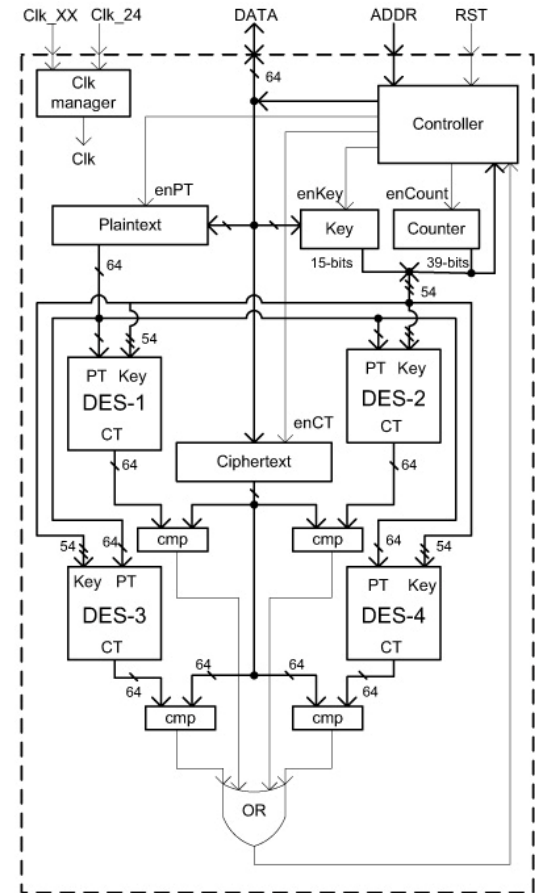 Clk_XX Clk_24 DATA ADDR RST
64
Clk
manager
Controller
Clk
enPT enKey enCount
Plaintext Key Counter
15-bits 39-bits
64 54
54
PT Key PT Key
DES-1 DES-2
CT CT
enCT
64 Ciphertext 64
cmp cmp
54 64 64 54
Key PT PT Key
DES-3 DES-4
CT CT
64 64
64 64
cmp cmp
OR